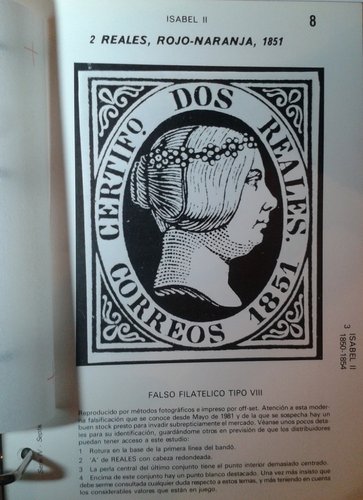 ISABEL II
8
2 REALES, ROJO-NARANJA, 1851
CERTIFº DOS REALES.
CORREOS 1851
3 ISABEL II
1850-1854
FALSO FILATELICO TIPO VIII
Reproducido por métodos fotográficos e impreso por off-set. Atención a esta moder-
na falsificación que se conoce desde Mayo de 1981 y de la que se sospecha hay un
buen stock presto para invadir subrepticiamente el mercado. Véanse unos pocos deta-
lles para su identificación, guardándome otros en previsión de que los distribuidores
puedan tener acceso a este estudio:
1 Rotura en la base de la primera línea del bandó.
2 'A' de REALES con cabeza redondeada.
3 La perla central del último conjunto tiene el punto interior demasiado centrado.
4 Encima de este conjunto hay un punto blanco destacado. Una vez más insisto que
debe serme consultada cualquier duda respecto a estos temas, y más teniendo en cuenta
los considerables valores que están en juego.